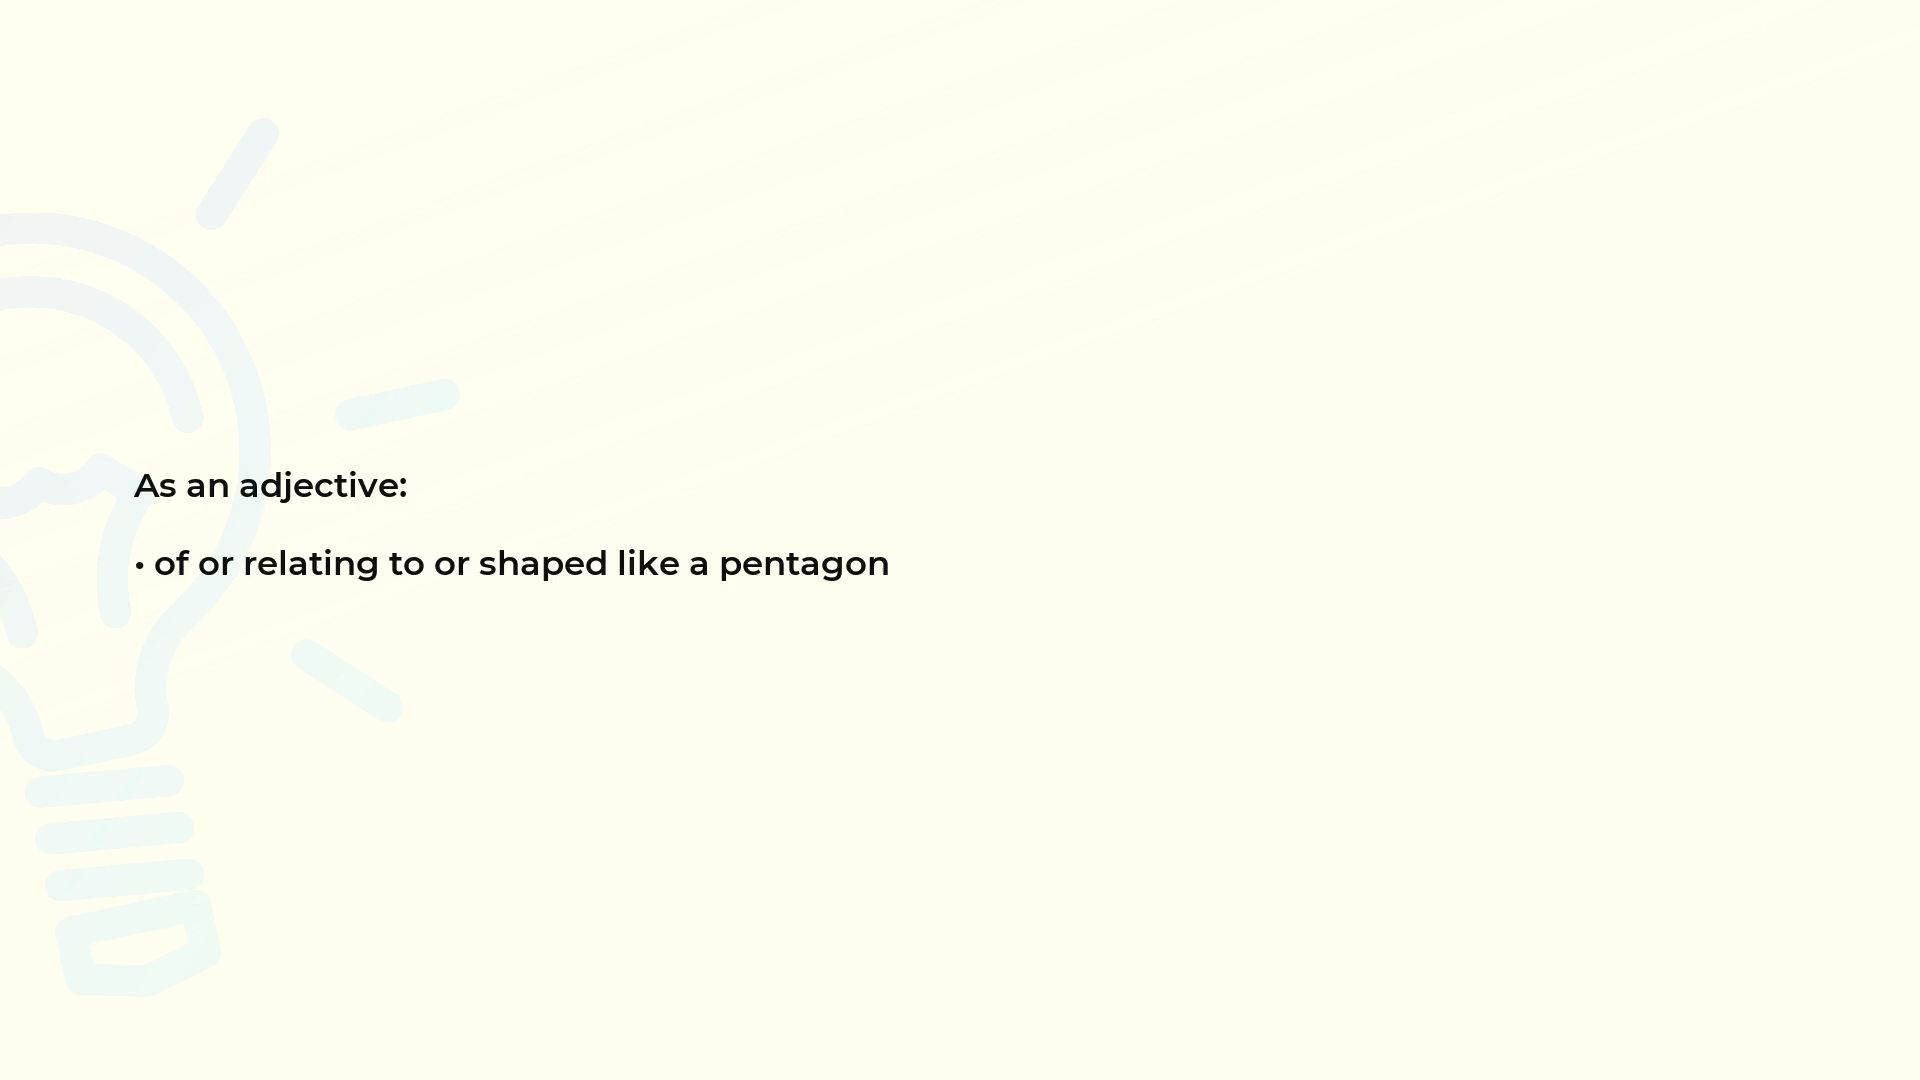 As an adjective:
• of or relating to or shaped like a pentagon